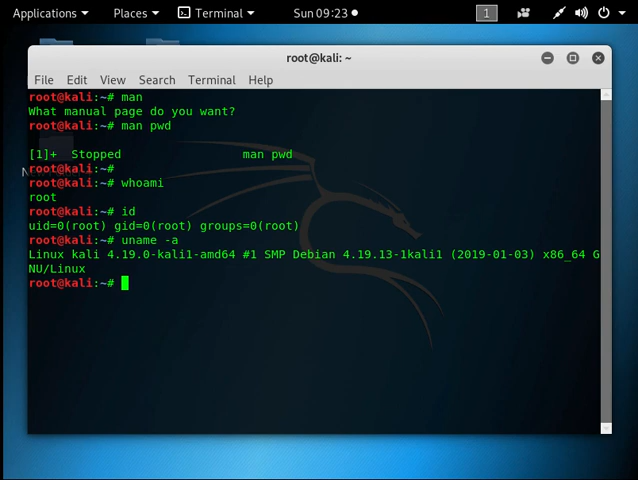 Applications Places Terminal Sun 09:23 1
root@kali: ~
File Edit View Search Terminal Help
root@kali:~# man
What manual page do you want?
root@kali:~# man pwd
[1]+  Stopped                 man pwd
root@kali:~#
root@kali:~# whoami
root
root@kali:~# id
uid=0(root) gid=0(root) groups=0(root)
root@kali:~# uname -a
Linux kali 4.19.0-kali1-amd64 #1 SMP Debian 4.19.13-1kali1 (2019-01-03) x86_64 G
NU/Linux
root@kali:~#